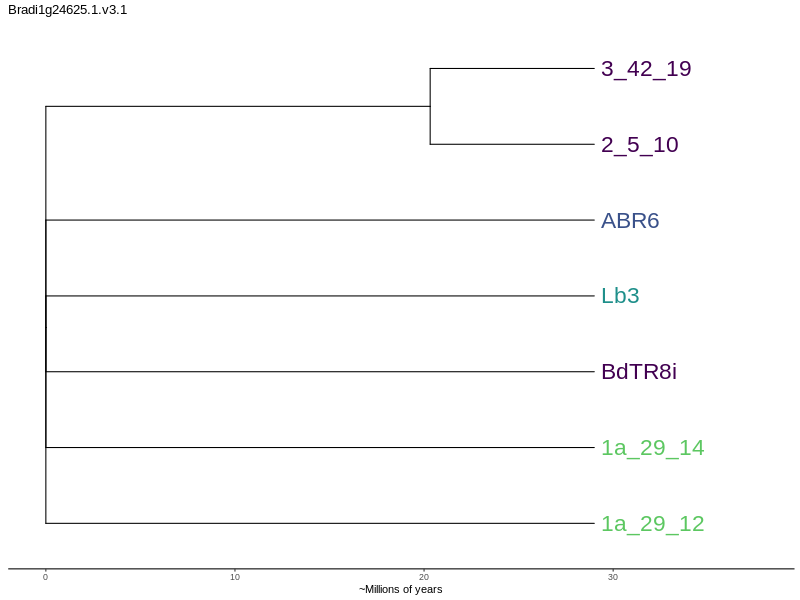 Bradi1g24625.1.v3.1
3_42_19
2_5_10
ABR6
Lb3
BdTR8i
1a_29_14
1a_29_12
0 10 20 30
~Millions of years